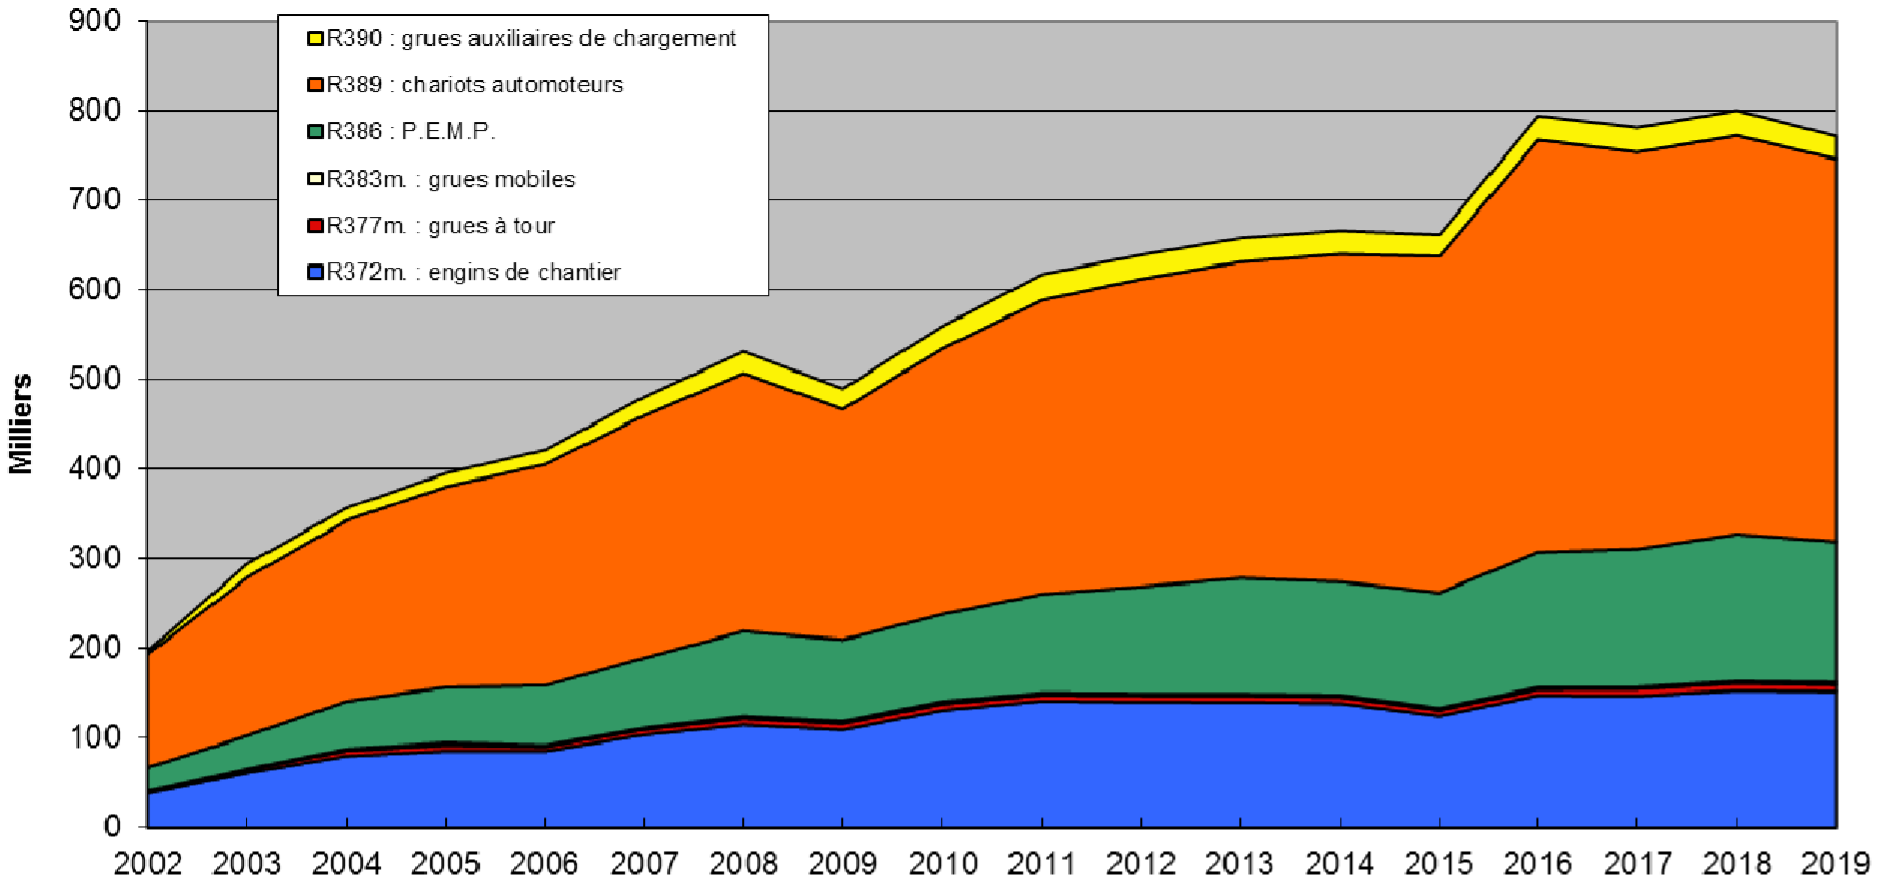 900
800
700
600
500
400
300
200
100
0
Milliers
R390 : grues auxiliaires de chargement
R389 : chariots automoteurs
R386 : P.E.M.P.
R383m. : grues mobiles
R377m. : grues à tour
R372m. : engins de chantier
2002 2003 2004 2005 2006 2007 2008 2009 2010 2011 2012 2013 2014 2015 2016 2017 2018 2019